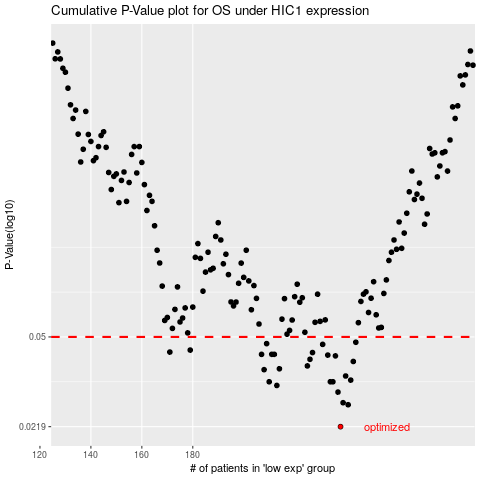 Cumulative P-Value plot for OS under HIC1 expression
P-Value(log10)
0.05
0.0219
optimized
120 140 160 180
# of patients in 'low exp' group